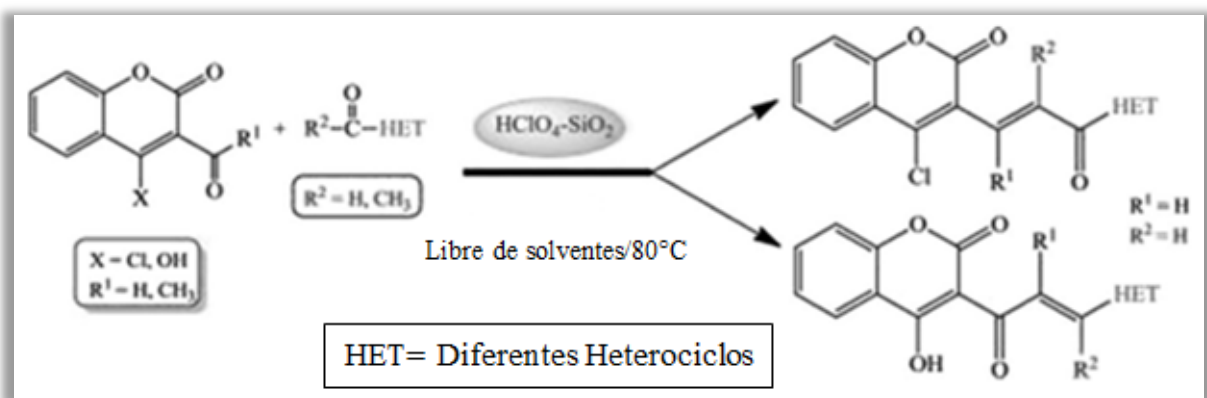 O
O
R¹ +
O
X
O
R²–C–HET
R² = H, CH₃
X = Cl, OH
R¹ = H, CH₃
HClO₄-SiO₂
Libre de solventes/80°C
HET= Diferentes Heterociclos
O
O
R²
HET
Cl
R¹
O
R¹ = H
R² = H
O
O
R¹
HET
OH
O
R²